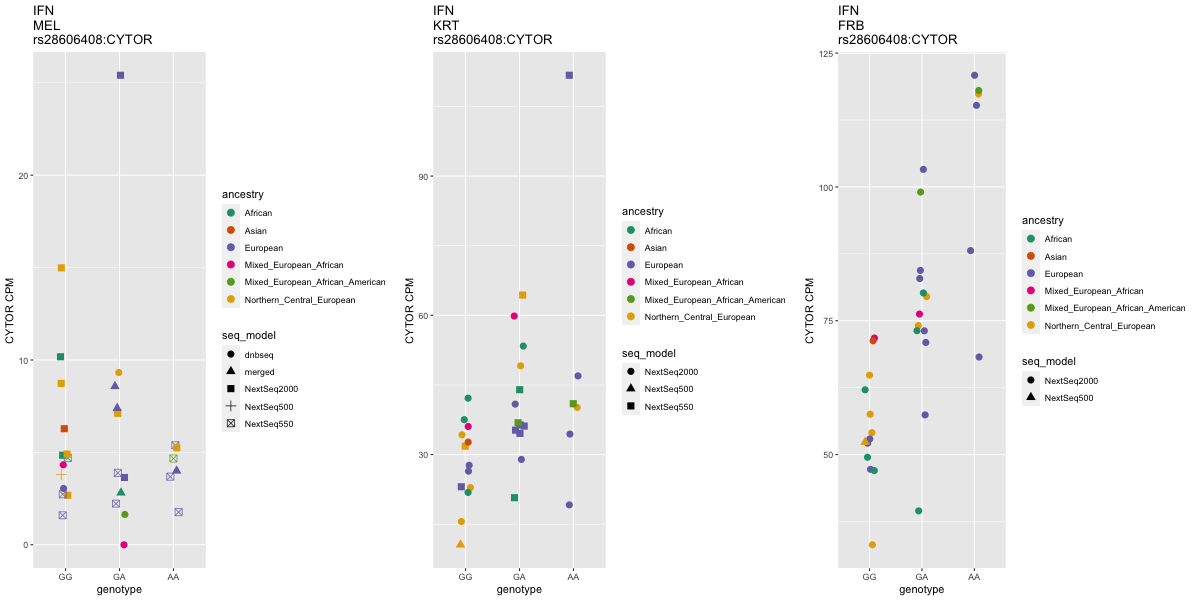 IFN
MEL
rs28606408:CYTOR
CYTOR CPM
20
10
0
GG
GA
AA
genotype
ancestry
African
Asian
European
Mixed_European_African
Mixed_European_African_American
Northern_Central_European
seq_model
dnbseq
merged
NextSeq2000
NextSeq500
NextSeq550
IFN
KRT
rs28606408:CYTOR
CYTOR CPM
90
60
30
GG
GA
AA
genotype
ancestry
African
Asian
European
Mixed_European_African
Mixed_European_African_American
Northern_Central_European
seq_model
NextSeq2000
NextSeq500
NextSeq550
IFN
FRB
rs28606408:CYTOR
CYTOR CPM
125
100
75
50
GG
GA
AA
genotype
ancestry
African
Asian
European
Mixed_European_African
Mixed_European_African_American
Northern_Central_European
seq_model
NextSeq2000
NextSeq500